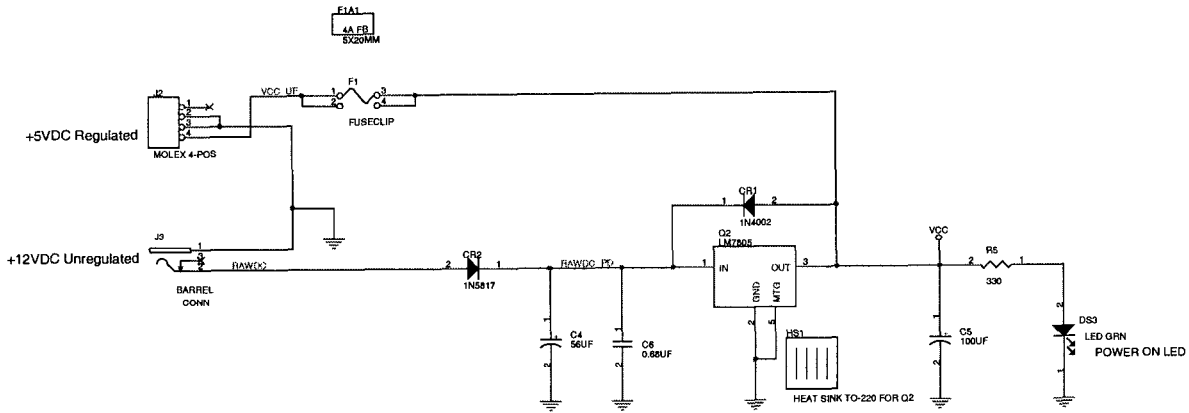 F1A1
4A FB
5X20MM
J2
1
2
3
4
+5VDC Regulated
MOLEX 4-POS
VCC_UF
F1
1
2
3
4
FUSECLIP
J3
1
3
2
+12VDC Unregulated
BARREL
CONN
RAWDC
2
CR2
1
1N5817
RAWDC_PD
1
CR1
2
1N4002
Q2
LM7805
1
IN
OUT
3
GND
MTG
2
5
1
C4
56UF
2
1
C6
0.68UF
2
HS1
HEAT SINK TO-220 FOR Q2
VCC
1
C5
100UF
2
2
R5
1
330
2
DS3
LED GRN
POWER ON LED
1